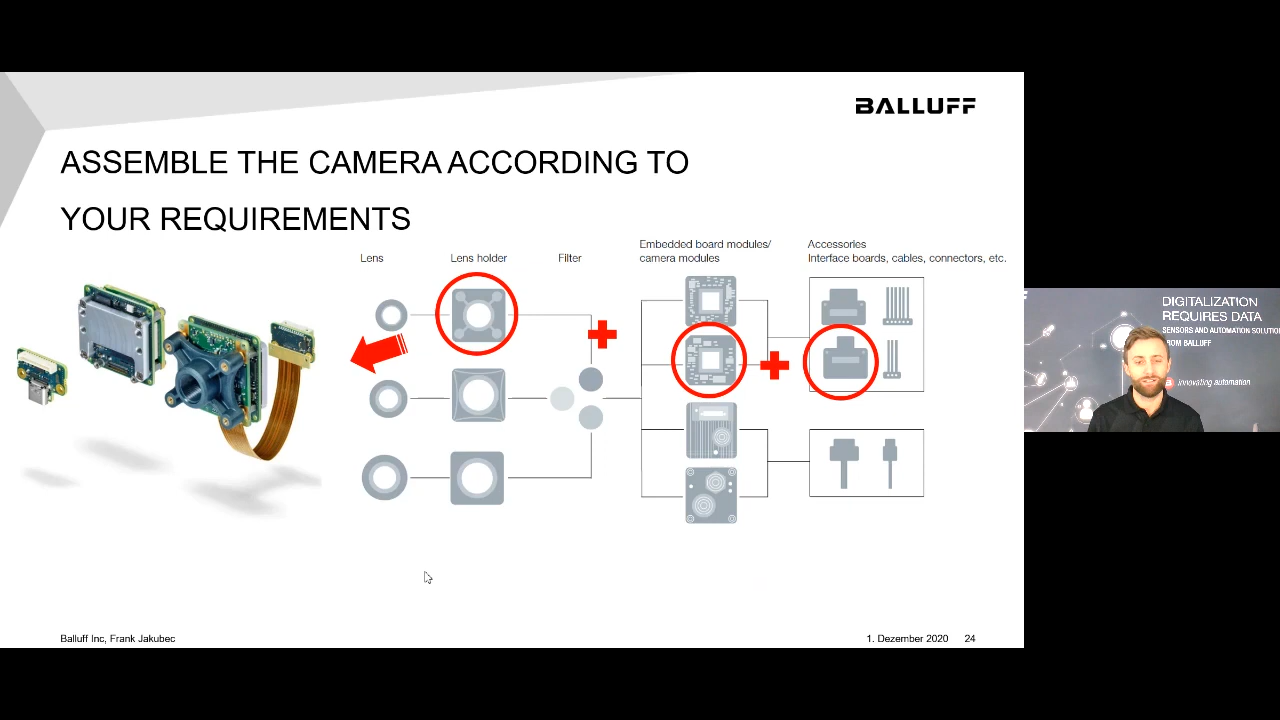 BALLUFF
ASSEMBLE THE CAMERA ACCORDING TO
YOUR REQUIREMENTS
Lens
Lens holder
Filter
Embedded board modules/
camera modules
Accessories
Interface boards, cables, connectors, etc.
Balluff Inc, Frank Jakubec
1. Dezember 2020
24
DIGITALIZATION
REQUIRES DATA
SENSORS AND AUTOMATION SOLUTIO
FROM BALLUFF
innovating automation